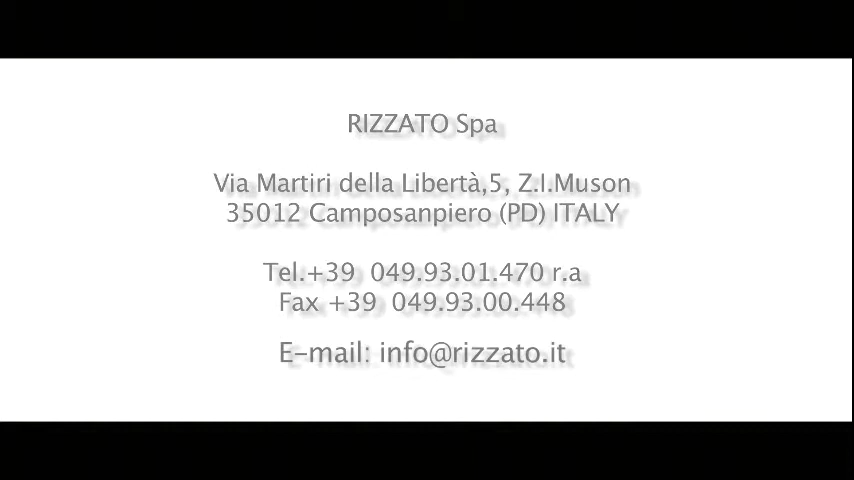 RIZZATO Spa
Via Martiri della Libertà,5, Z.I.Muson
35012 Camposanpiero (PD) ITALY
Tel.+39 049.93.01.470 r.a
Fax +39 049.93.00.448
E-mail: info@rizzato.it